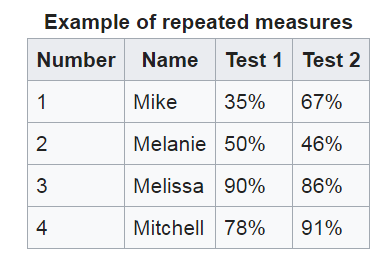 Example of repeated measures
Number Name Test 1 Test 2
1 Mike 35% 67%
2 Melanie 50% 46%
3 Melissa 90% 86%
4 Mitchell 78% 91%